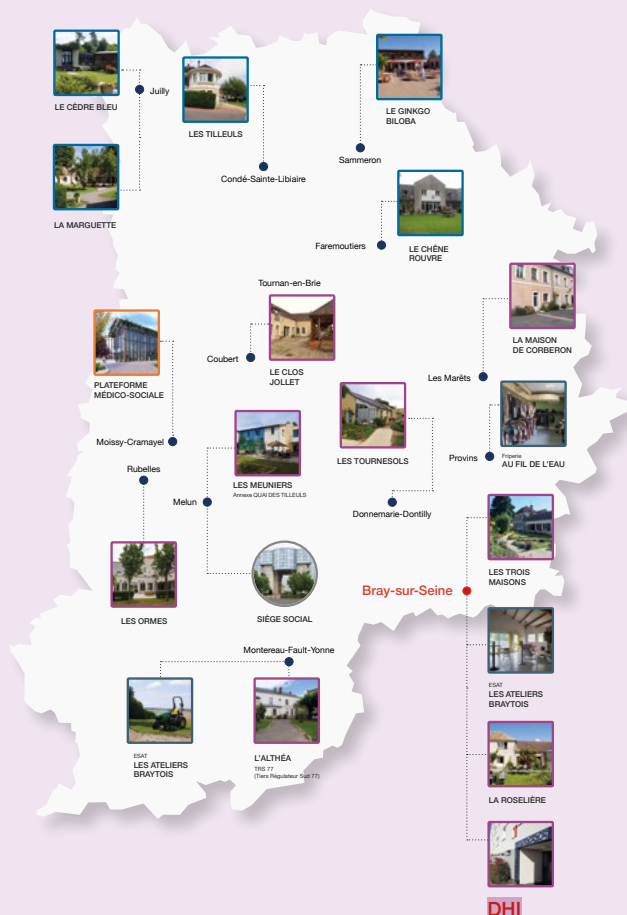 Juilly
LE CÈDRE BLEU
LES TILLEULS
LE GINKGO
BILOBA
Sammeron
Condé-Sainte-Libiaire
LA MARGUETTE
Faremoutiers
LE CHÊNE
ROUVRE
Tournan-en-Brie
LA MAISON
DE CORBERON
Coubert
LE CLOS
JOLLET
Les Marêts
PLATEFORME
MÉDICO-SOCIALE
Moissy-Cramayel
Rubelles
LES TOURNESOLS
Provins
Friperie
AU FIL DE L'EAU
LES MEUNIERS
Annexe QUAI DES TILLEULS
Melun
Donnemarie-Dontilly
LES TROIS
MAISONS
Bray-sur-Seine
LES ORMES
SIÈGE SOCIAL
Montereau-Fault-Yonne
ESAT
LES ATELIERS
BRAYTOIS
ESAT
LES ATELIERS
BRAYTOIS
L'ALTHÉA
TRS 77
(Tiers Régulateur Sud 77)
LA ROSELIÈRE
DHI